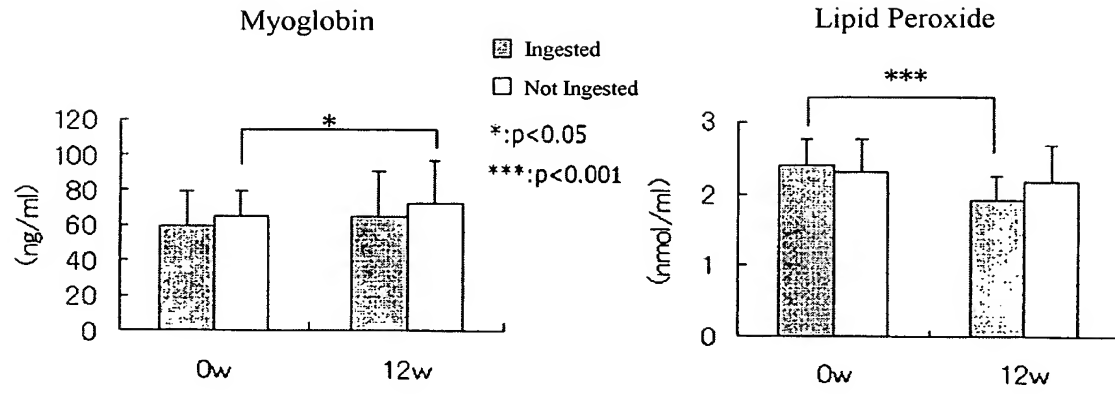 Myoglobin
Ingested
Not Ingested
*:p<0.05
***:p<0.001
120
100
80
60
40
20
0
(ng/ml)
*
0w
12w
Lipid Peroxide
***
3
2
1
0
(nmol/ml)
0w
12w